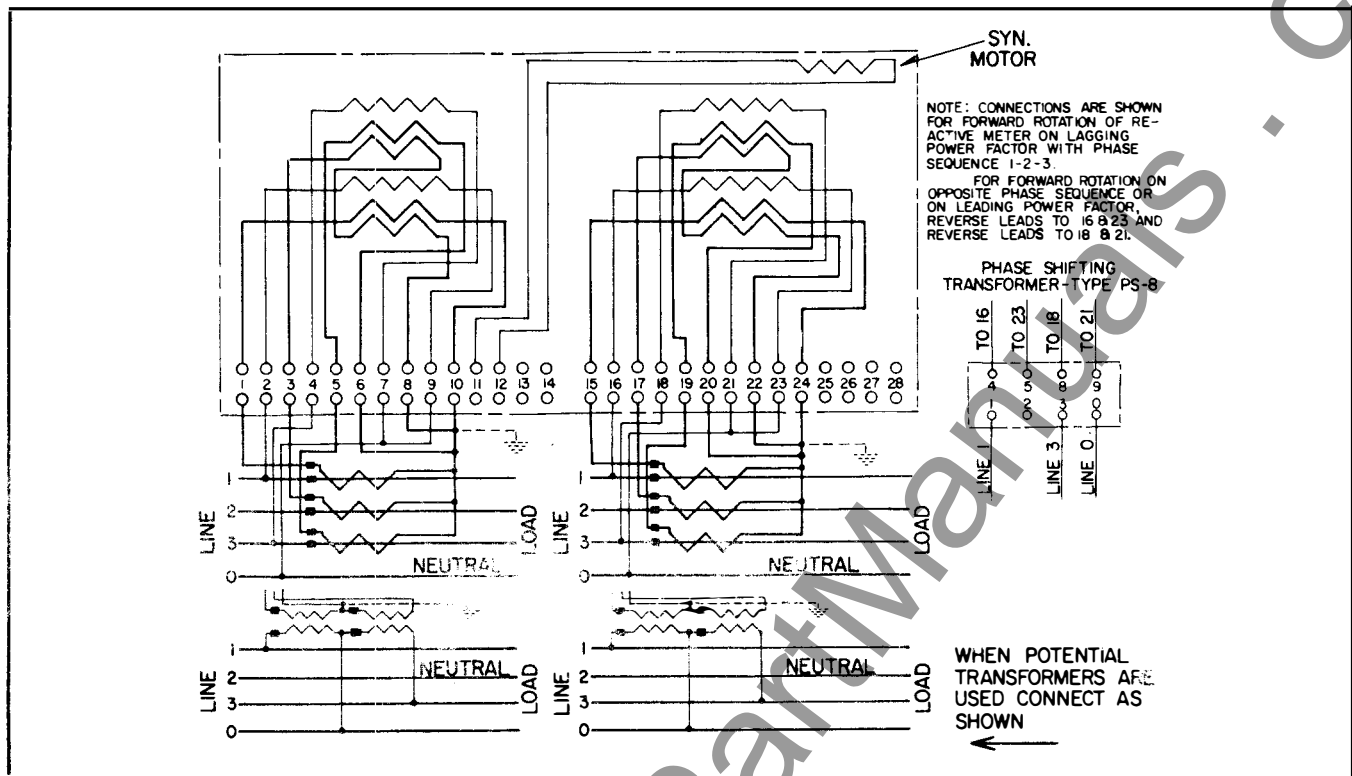 SYN.
MOTOR
NOTE: CONNECTIONS ARE SHOWN
FOR FORWARD ROTATION OF RE-
ACTIVE METER ON LAGGING
POWER FACTOR WITH PHASE
SEQUENCE 1-2-3.
FOR FORWARD ROTATION ON
OPPOSITE PHASE SEQUENCE OR
ON LEADING POWER FACTOR,
REVERSE LEADS TO 16 & 23 AND
REVERSE LEADS TO 18 & 21.
PHASE SHIFTING
TRANSFORMER-TYPE PS-8
TO 16 TO 23 TO 18 TO 21
4 5 8 9
1 2 3 0
LINE 1 LINE 3 LINE 0
1 2 3 4 5 6 7 8 9 10 11 12 13 14
15 16 17 18 19 20 21 22 23 24 25 26 27 28
LINE 1 2 3 0 NEUTRAL LOAD
LINE 1 2 3 0 NEUTRAL LOAD
LINE 1 2 3 0 NEUTRAL LOAD
LINE 1 2 3 0 NEUTRAL LOAD
WHEN POTENTIAL
TRANSFORMERS ARE
USED CONNECT AS
SHOWN
artManuals . c